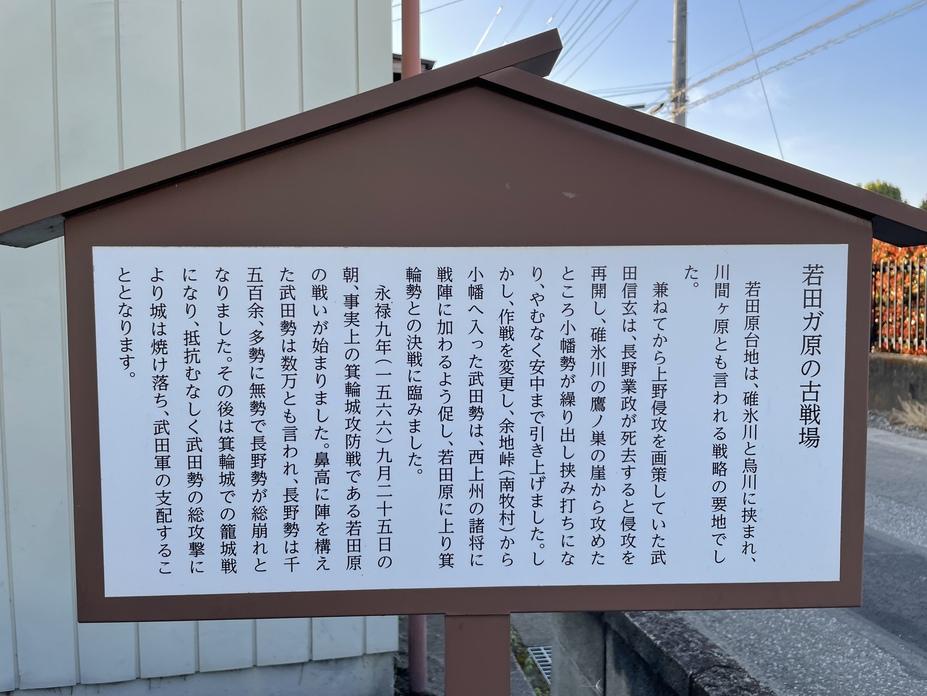 若田ガ原の古戦場
若田原台地は、碓氷川と烏川に挟まれ、
川間ヶ原とも言われる戦略の要地でし
た。
兼ねてから上野侵攻を画策していた武
田信玄は、長野業政が死去すると侵攻を
再開し、碓氷川の鷹ノ巣の崖から攻めた
ところ小幡勢が繰り出し挟み打ちにな
り、やむなく安中まで引き上げました。し
かし、作戦を変更し、余地峠（南牧村）から
小幡へ入った武田勢は、西上州の諸将に
戦陣に加わるよう促し、若田原に上り箕
輪勢との決戦に臨みました。
永禄九年（一五六六）九月二十五日の
朝、事実上の箕輪城攻防戦である若田原
の戦いが始まりました。鼻高に陣を構え
た武田勢は数万とも言われ、長野勢は千
五百余、多勢に無勢で長野勢が総崩れと
なりました。その後は箕輪城での籠城戦
になり、抵抗むなしく武田勢の総攻撃に
より城は焼け落ち、武田軍の支配するこ
ととなります。